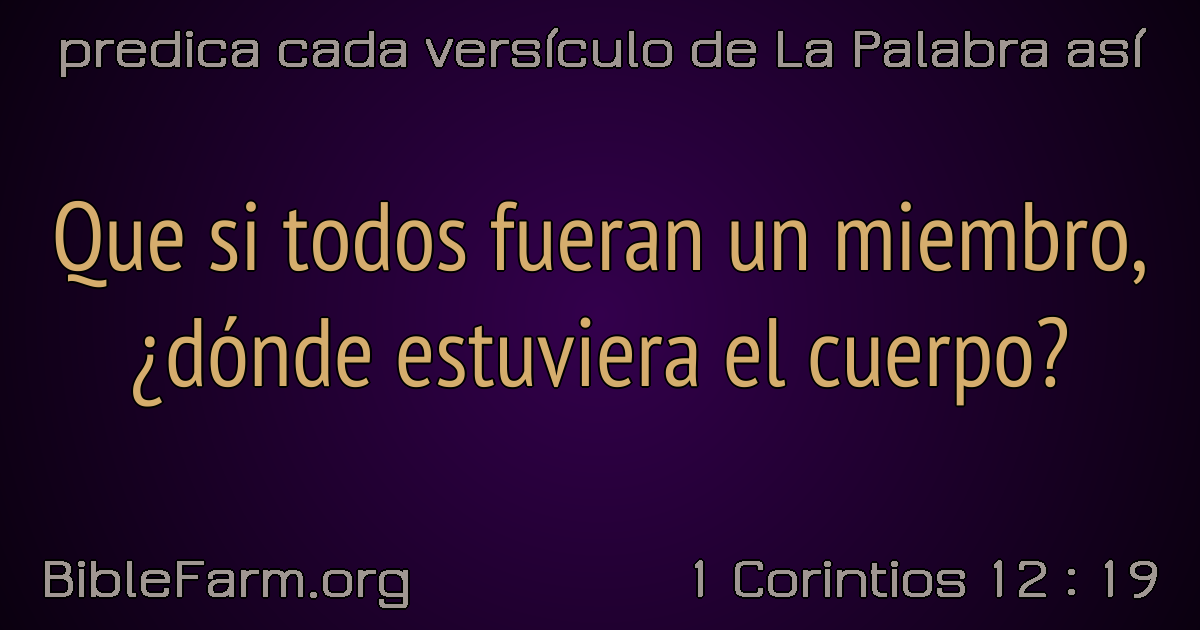 predica cada versículo de La Palabra así
Que si todos fueran un miembro,
¿dónde estuviera el cuerpo?
BibleFarm.org
1 Corintios 12 : 19